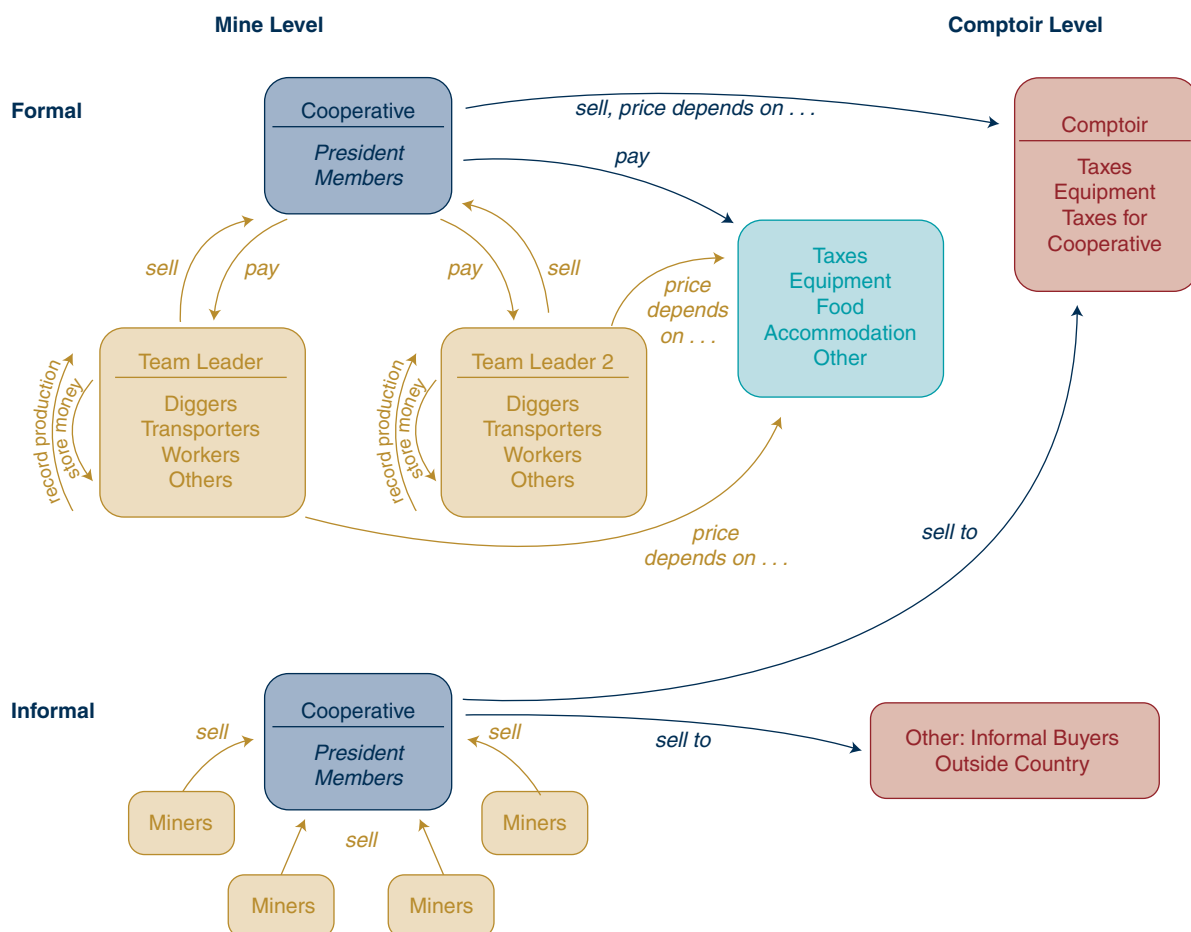 Mine Level
Comptoir Level
Formal
Cooperative
President
Members
sell, price depends on . . .
pay
Comptoir
Taxes
Equipment
Taxes for
Cooperative
sell
pay
pay
sell
price
depends
on . . .
Taxes
Equipment
Food
Accommodation
Other
record production
store money
Team Leader
Diggers
Transporters
Workers
Others
record production
store money
Team Leader 2
Diggers
Transporters
Workers
Others
price
depends on . . .
sell to
Informal
Cooperative
President
Members
sell
sell
sell to
Other: Informal Buyers
Outside Country
Miners
Miners
sell
Miners
Miners